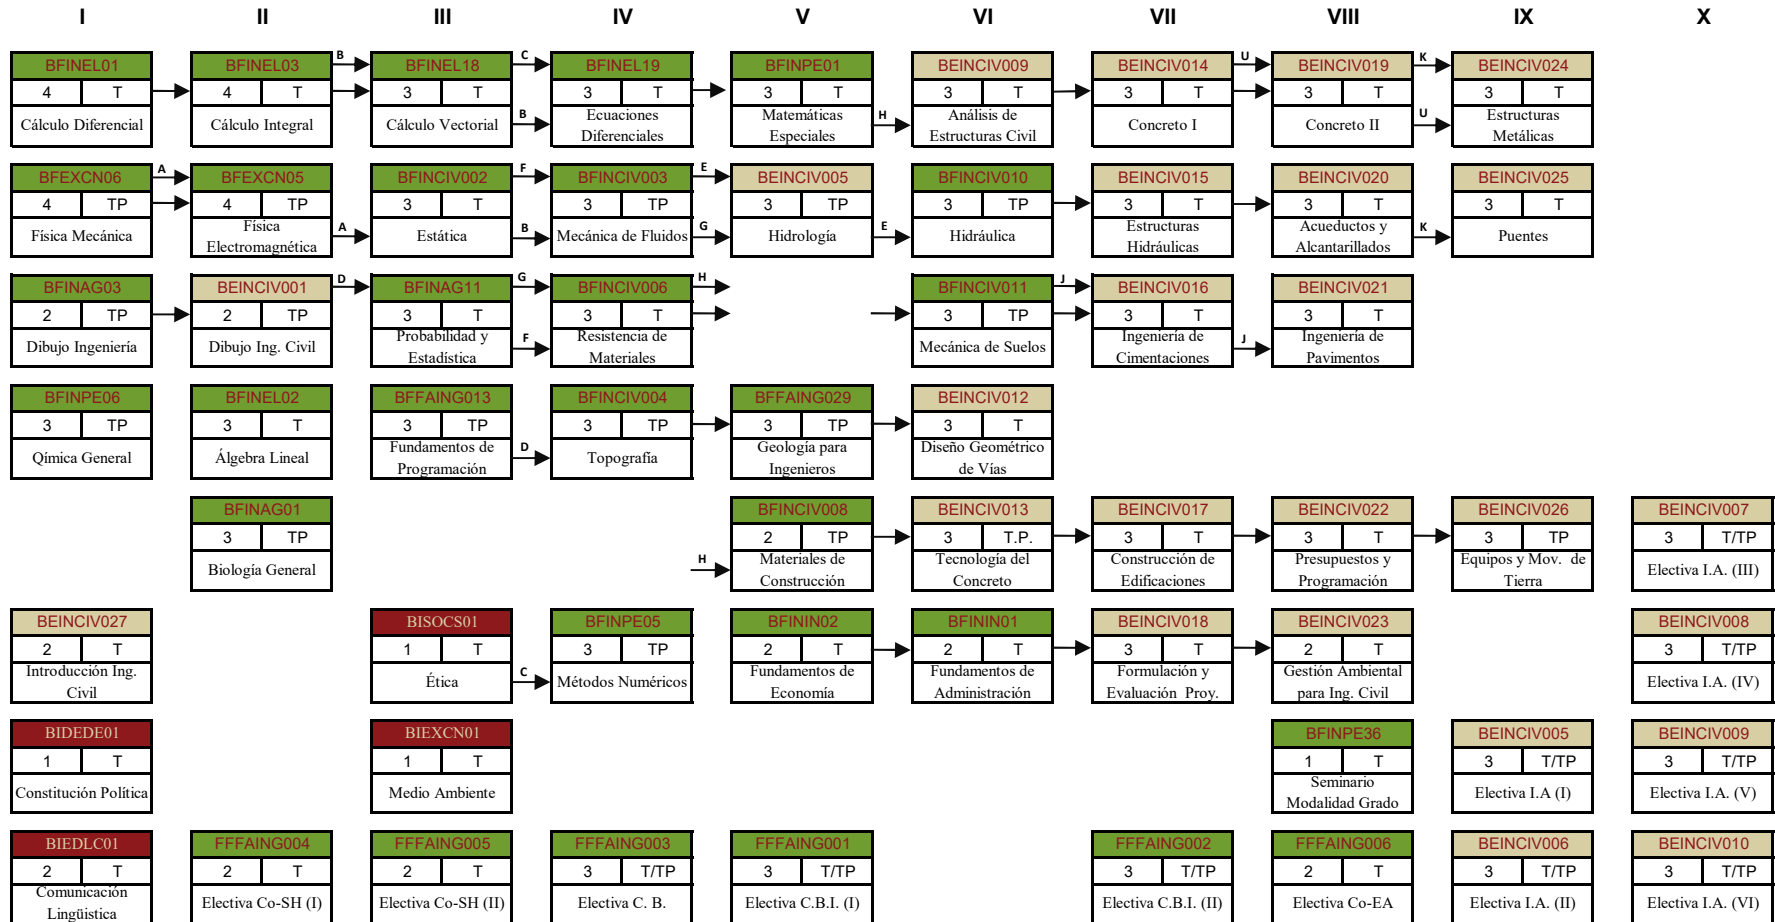 I II III IV V VI VII VIII IX X
BFINEL01 BFINEL03 B BFINEL18 C BFINEL19 BFINPE01 BEINCIV009 BEINCIV014 U BEINCIV019 K BEINCIV024
4 T 4 T 3 T 3 T 3 T 3 T 3 T 3 T 3 T
Cálculo Diferencial Cálculo Integral Cálculo Vectorial B Ecuaciones Diferenciales Matemáticas Especiales H Análisis de Estructuras Civil Concreto I Concreto II U Estructuras Metálicas
BFEXCN06 A BFEXCN05 BFINCIV002 F BFINCIV003 E BEINCIV005 BFINCIV010 BEINCIV015 BEINCIV020 BEINCIV025
4 TP 4 TP 3 T 3 TP 3 TP 3 TP 3 T 3 T 3 T
Física Mecánica Física Electromagnética A Estática B Mecánica de Fluidos G Hidrología E Hidráulica Estructuras Hidráulicas Acueductos y Alcantarillados K Puentes
BFINAG03 BEINCIV001 D BFINAG11 G BFINCIV006 H BFINCIV011 J BEINCIV016 BEINCIV021
2 TP 2 TP 3 T 3 T 3 TP 3 T 3 T
Dibujo Ingeniería Dibujo Ing. Civil Probabilidad y Estadística F Resistencia de Materiales Mecánica de Suelos Ingeniería de Cimentaciones J Ingeniería de Pavimentos
BFINPE06 BFINEL02 BFFAING013 BFINCIV004 BFFAING029 BEINCIV012
3 TP 3 T 3 TP 3 TP 3 TP 3 T
Qímica General Álgebra Lineal Fundamentos de Programación D Topografía Geología para Ingenieros Diseño Geométrico de Vías
BFINAG01 BFINCIV008 BEINCIV013 BEINCIV017 BEINCIV022 BEINCIV026 BEINCIV007
3 TP 2 TP 3 T.P. 3 T 3 T 3 TP 3 T/TP
Biología General H Materiales de Construcción Tecnología del Concreto Construcción de Edificaciones Presupuestos y Programación Equipos y Mov. de Tierra Electiva I.A. (III)
BEINCIV027 BISOCS01 BFINPE05 BFININ02 BFININ01 BEINCIV018 BEINCIV023 BEINCIV008
2 T 1 T 3 TP 2 T 2 T 3 T 2 T 3 T/TP
Introducción Ing. Civil Ética C Métodos Numéricos Fundamentos de Economía Fundamentos de Administración Formulación y Evaluación Proy. Gestión Ambiental para Ing. Civil Electiva I.A. (IV)
BIDEDE01 BIEXCN01 BFINPE36 BEINCIV005 BEINCIV009
1 T 1 T 1 T 3 T/TP 3 T/TP
Constitución Política Medio Ambiente Seminario Modalidad Grado Electiva I.A (I) Electiva I.A. (V)
BIEDLC01 FFFAING004 FFFAING005 FFFAING003 FFFAING001 FFFAING002 FFFAING006 BEINCIV006 BEINCIV010
2 T 2 T 2 T 3 T/TP 3 T/TP 3 T/TP 2 T 3 T/TP 3 T/TP
Comunicación Lingüistica Electiva Co-SH (I) Electiva Co-SH (II) Electiva C. B. Electiva C.B.I. (I) Electiva C.B.I. (II) Electiva Co-EA Electiva I.A. (II) Electiva I.A. (VI)